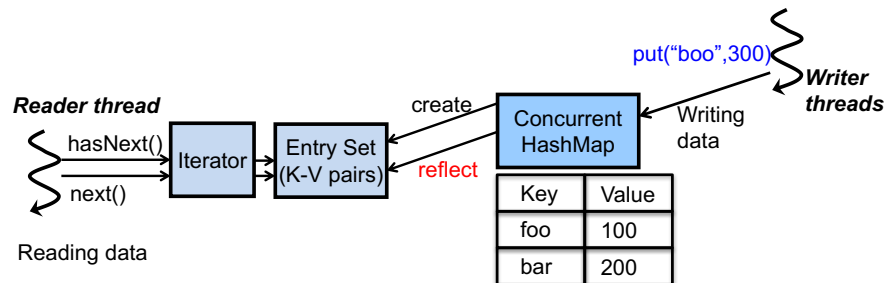 put(“boo”,300)
Writer
threads
Reader thread
create
Concurrent
HashMap
Writing
data
hasNext()
Iterator
Entry Set
(K-V pairs)
reflect
next()
Reading data
Key Value
foo 100
bar 200